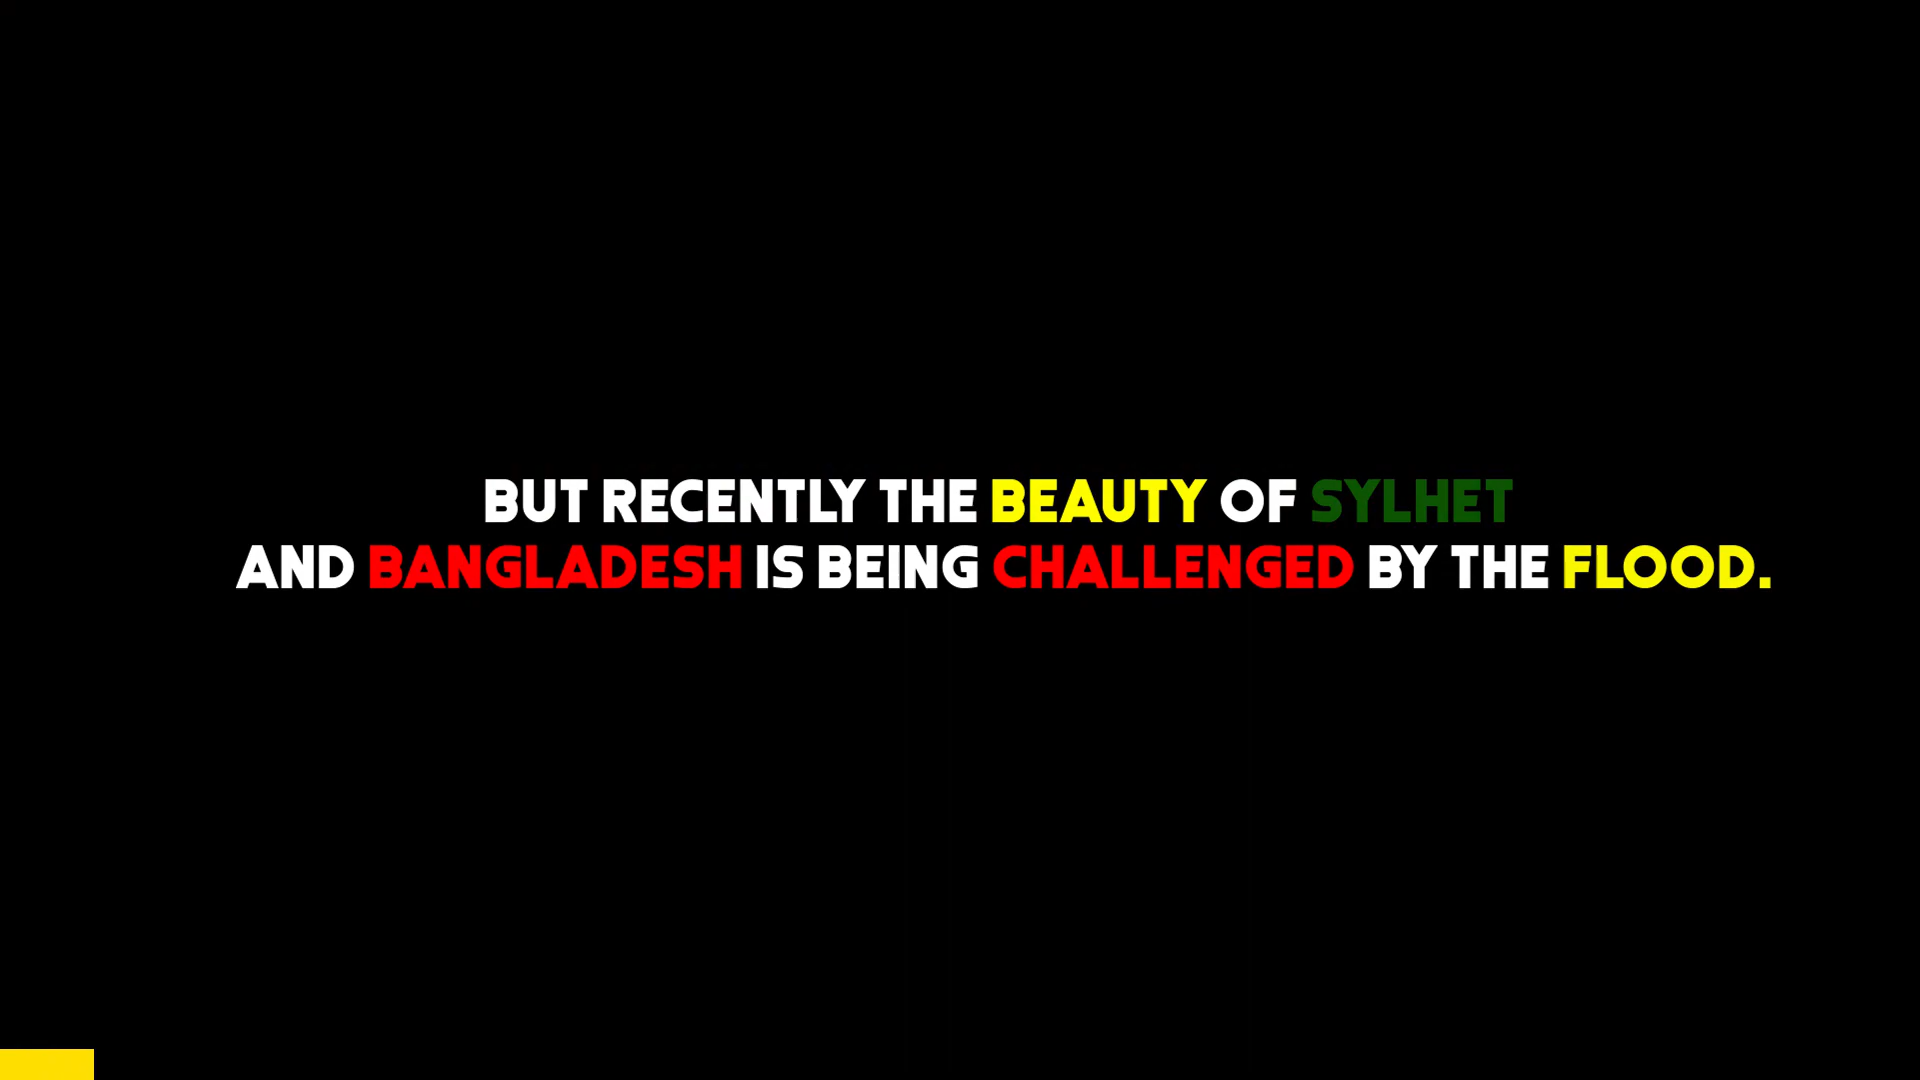 BUT RECENTLY THE BEAUTY OF SYLHET
AND BANGLADESH IS BEING CHALLENGED BY THE FLOOD.